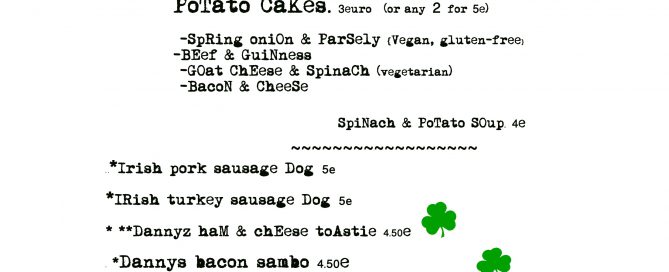 PoTato CaKes. 3euro (or any 2 for 5e)
-SpRing oniOn & ParSely (Vegan, gluten-free)
-BEef & GuiNness
-GOat ChEese & SpinaCh (vegetarian)
-BacoN & CheeSe
SpiNach & PoTato SOup. 4e
~~~~~~~~~~~~~~~~~~
*Irish pork sausage Dog 5e
*IRish turkey sausage Dog 5e
* **Dannyz haM & chEese toAstie 4.50e
*Dannys bacon sambo 4.50e